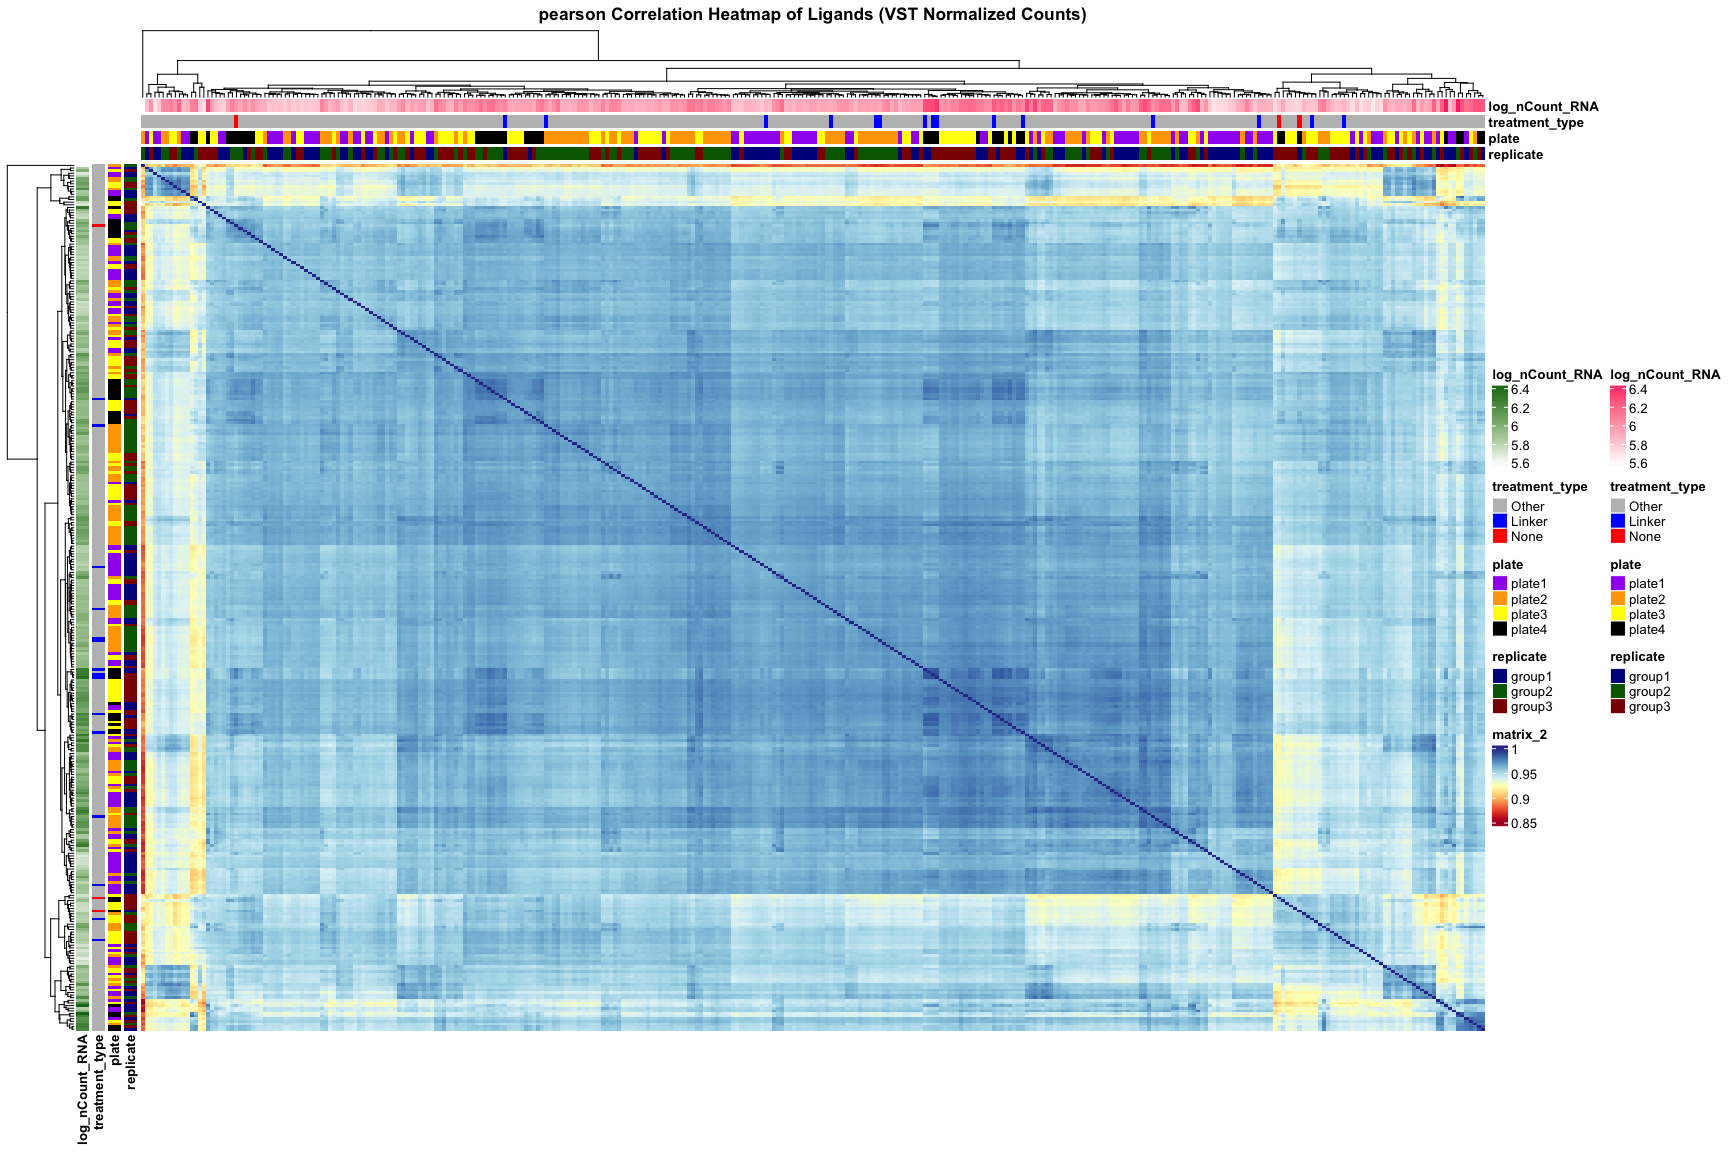 pearson Correlation Heatmap of Ligands (VST Normalized Counts)
log_nCount_RNA
treatment_type
plate
replicate
log_nCount_RNA log_nCount_RNA
6.4 6.4
6.2 6.2
6 6
5.8 5.8
5.6 5.6
treatment_type treatment_type
Other Other
Linker Linker
None None
plate plate
plate1 plate1
plate2 plate2
plate3 plate3
plate4 plate4
replicate replicate
group1 group1
group2 group2
group3 group3
matrix_2
1
0.95
0.9
0.85
log_nCount_RNA
treatment_type
plate
replicate